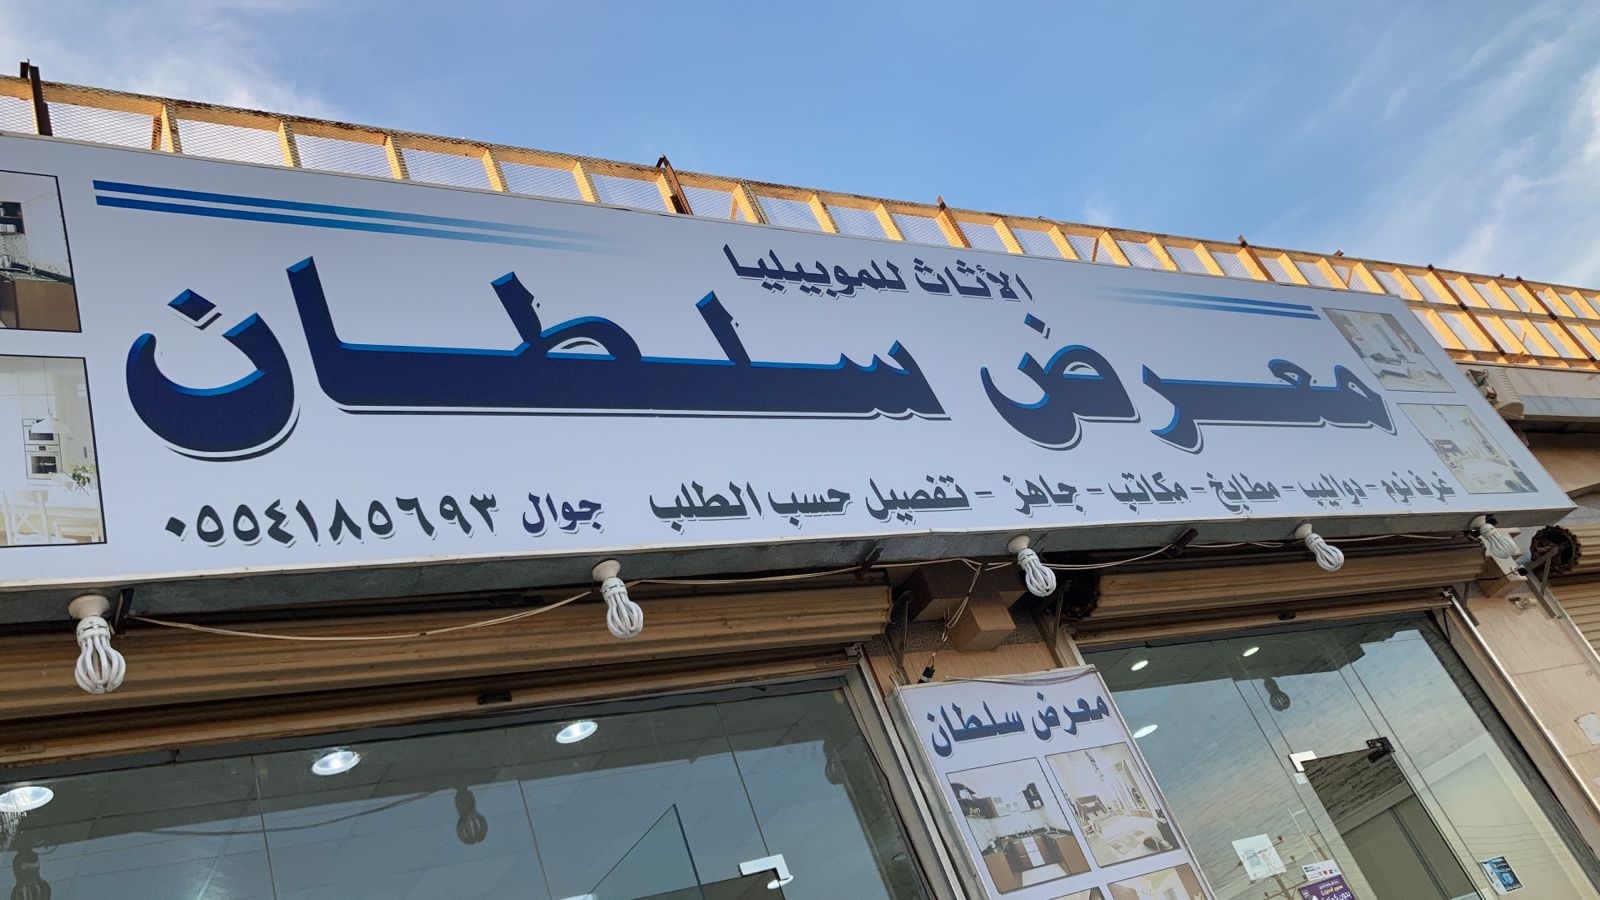 الأثاث للموبيليا
معرض سلطان
غرف نوم - دواليب - مطابخ - مكاتب - جاهز - تفصيل حسب الطلب جوال ٠٥٥٤١٨٥٦٩٣
معرض سلطان